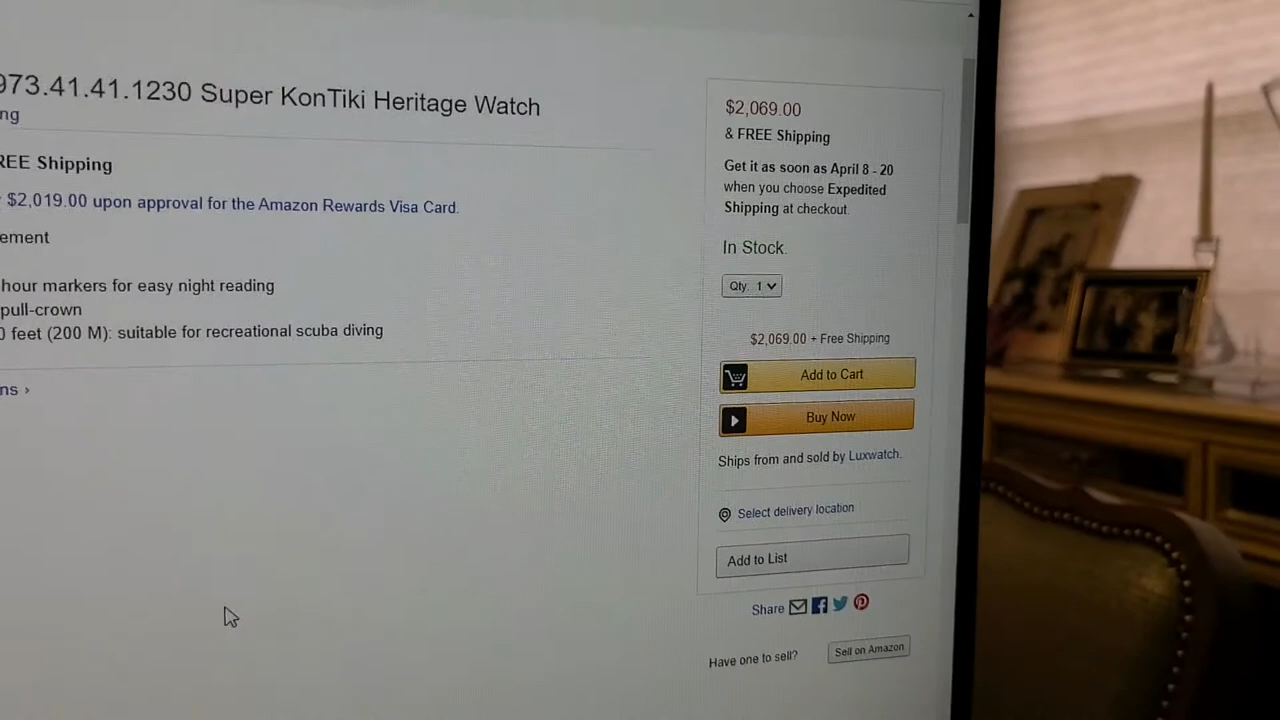 973.41.41.1230 Super KonTiki Heritage Watch
ng
REE Shipping
$2,019.00 upon approval for the Amazon Rewards Visa Card.
ement
hour markers for easy night reading
pull-crown
0 feet (200 M): suitable for recreational scuba diving
ns ›
$2,069.00
& FREE Shipping
Get it as soon as April 8 - 20
when you choose Expedited
Shipping at checkout.
In Stock.
Qty: 1
$2,069.00 + Free Shipping
Add to Cart
Buy Now
Ships from and sold by Luxwatch.
Select delivery location
Add to List
Share
Have one to sell?
Sell on Amazon